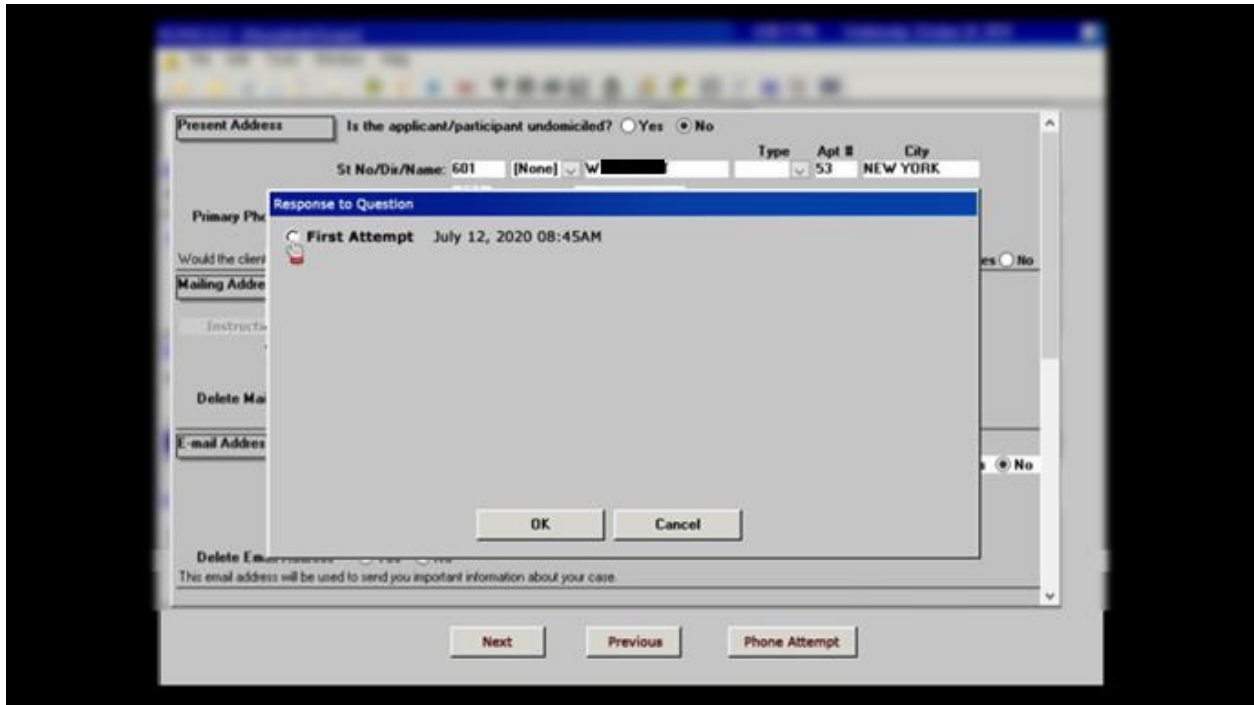 Present Address Is the applicant/participant undomiciled? Yes No
Type Apt # City
St No/Dir/Name: 601 [None] W 53 NEW YORK
Response to Question
Primary Pho
First Attempt July 12, 2020 08:45AM
Would the client es No
Mailing Addre
Instructi
Delete Mai
E-mail Addres
s No
OK Cancel
Delete Em
This email address will be used to send you important information about your case.
Next Previous Phone Attempt